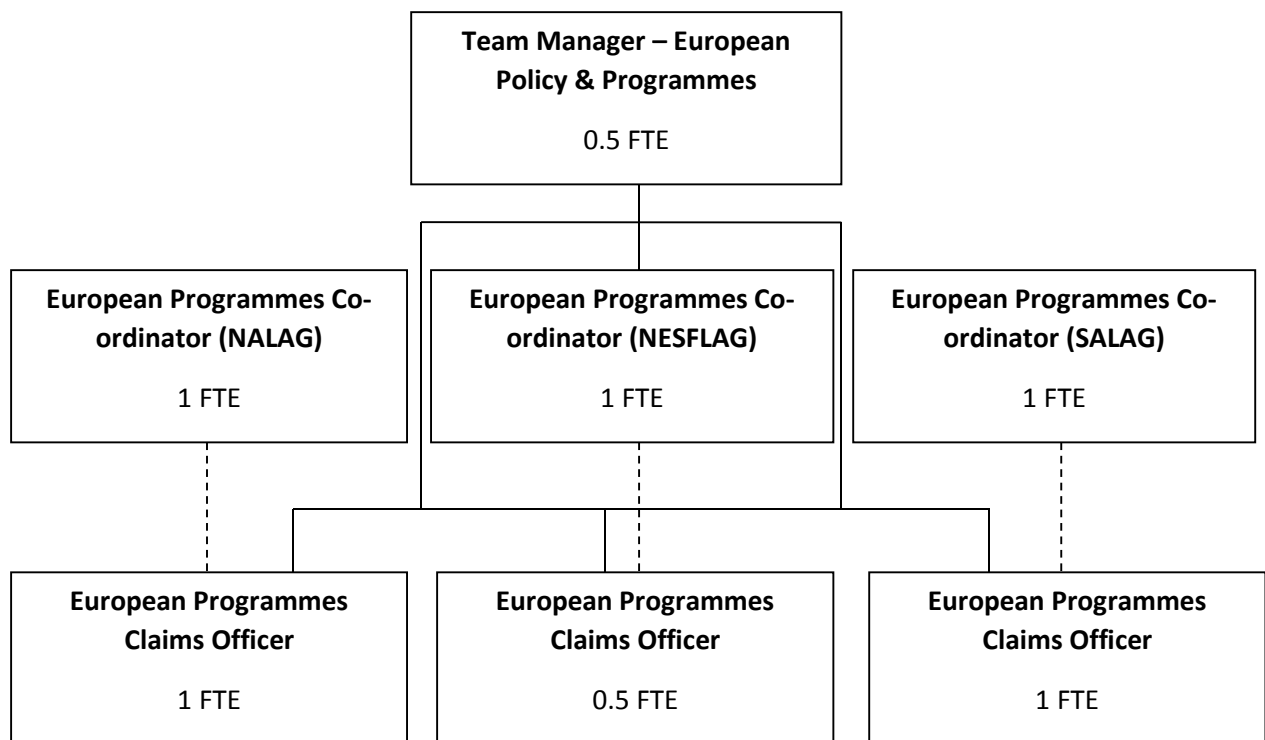 Team Manager – European
Policy & Programmes
0.5 FTE
European Programmes Co-
ordinator (NALAG)
1 FTE
European Programmes Co-
ordinator (NESFLAG)
1 FTE
European Programmes Co-
ordinator (SALAG)
1 FTE
European Programmes
Claims Officer
1 FTE
European Programmes
Claims Officer
0.5 FTE
European Programmes
Claims Officer
1 FTE